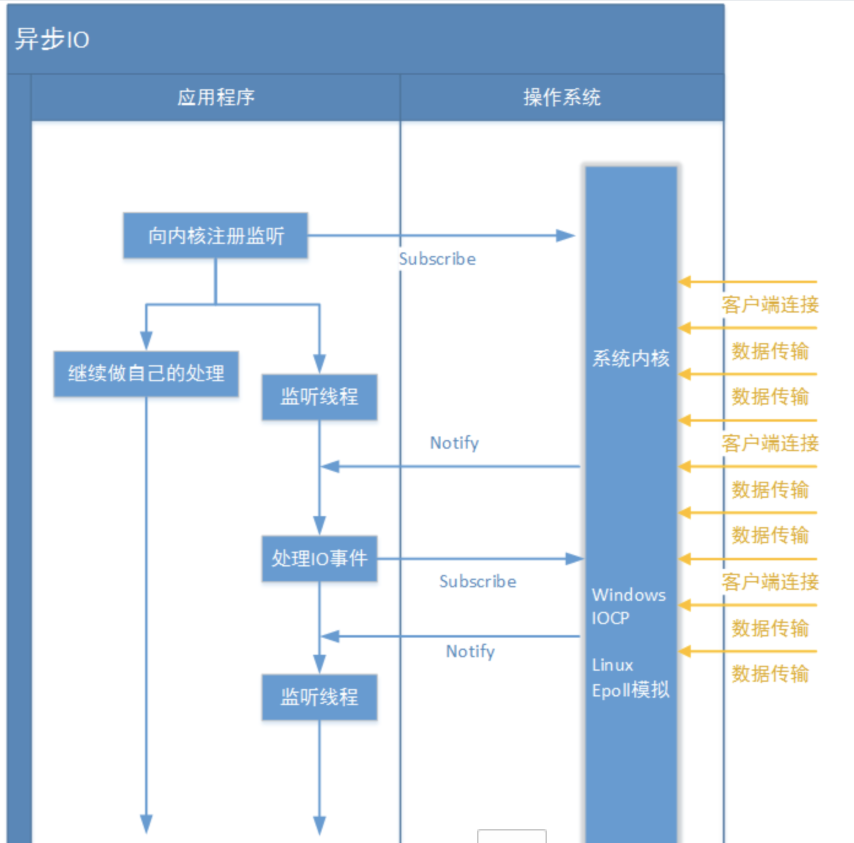 异步IO
应用程序
操作系统
向内核注册监听
Subscribe
客户端连接
系统内核
数据传输
继续做自己的处理
监听线程
数据传输
Notify
客户端连接
数据传输
数据传输
处理IO事件
Subscribe
客户端连接
Windows
IOCP
数据传输
Notify
Linux
Epoll模拟
数据传输
监听线程